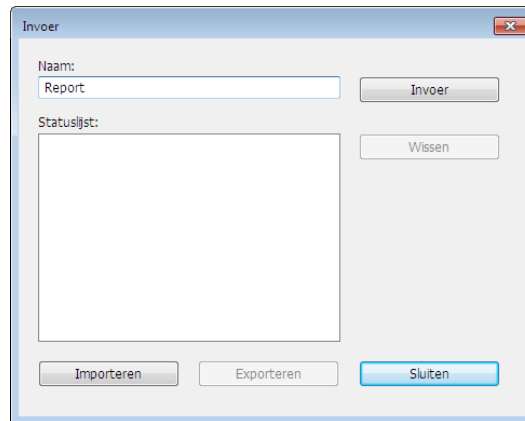 Invoer
Naam:
Report
Invoer
Statuslijst:
Wissen
Importeren
Exporteren
Sluiten